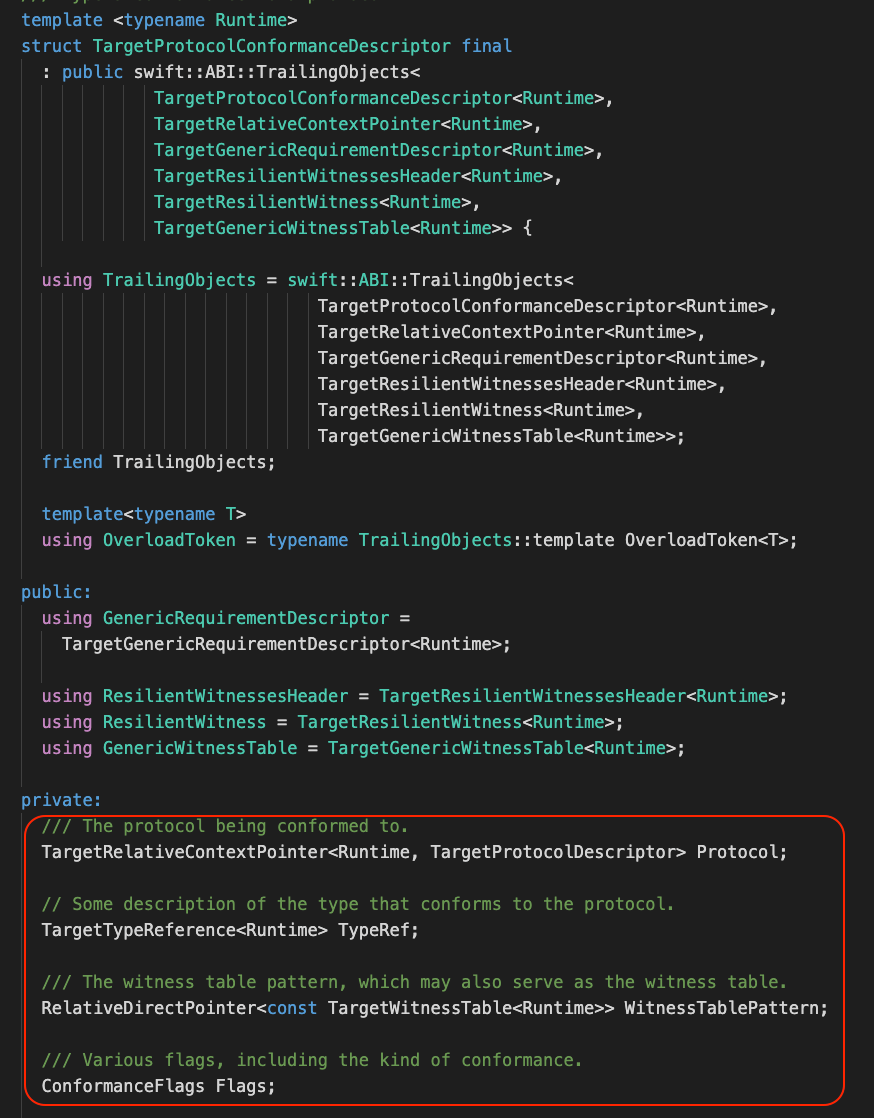 template <typename Runtime>
struct TargetProtocolConformanceDescriptor final
  : public swift::ABI::TrailingObjects<
             TargetProtocolConformanceDescriptor<Runtime>,
             TargetRelativeContextPointer<Runtime>,
             TargetGenericRequirementDescriptor<Runtime>,
             TargetResilientWitnessesHeader<Runtime>,
             TargetResilientWitness<Runtime>,
             TargetGenericWitnessTable<Runtime>> {
  using TrailingObjects = swift::ABI::TrailingObjects<
                             TargetProtocolConformanceDescriptor<Runtime>,
                             TargetRelativeContextPointer<Runtime>,
                             TargetGenericRequirementDescriptor<Runtime>,
                             TargetResilientWitnessesHeader<Runtime>,
                             TargetResilientWitness<Runtime>,
                             TargetGenericWitnessTable<Runtime>>;
  friend TrailingObjects;
  template<typename T>
  using OverloadToken = typename TrailingObjects::template OverloadToken<T>;
public:
  using GenericRequirementDescriptor =
    TargetGenericRequirementDescriptor<Runtime>;
  using ResilientWitnessesHeader = TargetResilientWitnessesHeader<Runtime>;
  using ResilientWitness = TargetResilientWitness<Runtime>;
  using GenericWitnessTable = TargetGenericWitnessTable<Runtime>;
private:
  /// The protocol being conformed to.
  TargetRelativeContextPointer<Runtime, TargetProtocolDescriptor> Protocol;
  // Some description of the type that conforms to the protocol.
  TargetTypeReference<Runtime> TypeRef;
  /// The witness table pattern, which may also serve as the witness table.
  RelativeDirectPointer<const TargetWitnessTable<Runtime>> WitnessTablePattern;
  /// Various flags, including the kind of conformance.
  ConformanceFlags Flags;